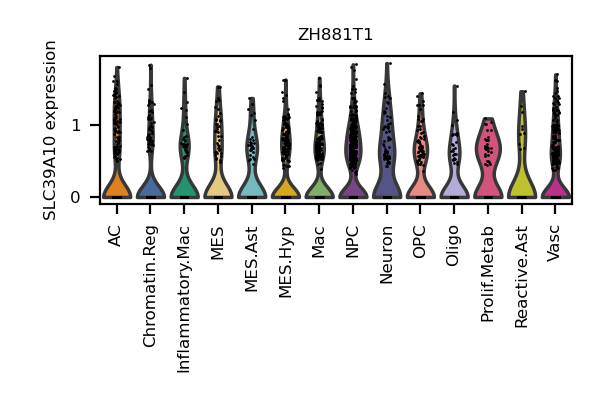 ZH881T1
SLC39A10 expression
1
0
AC
Chromatin.Reg
Inflammatory.Mac
MES
MES.Ast
MES.Hyp
Mac
NPC
Neuron
OPC
Oligo
Prolif.Metab
Reactive.Ast
Vasc